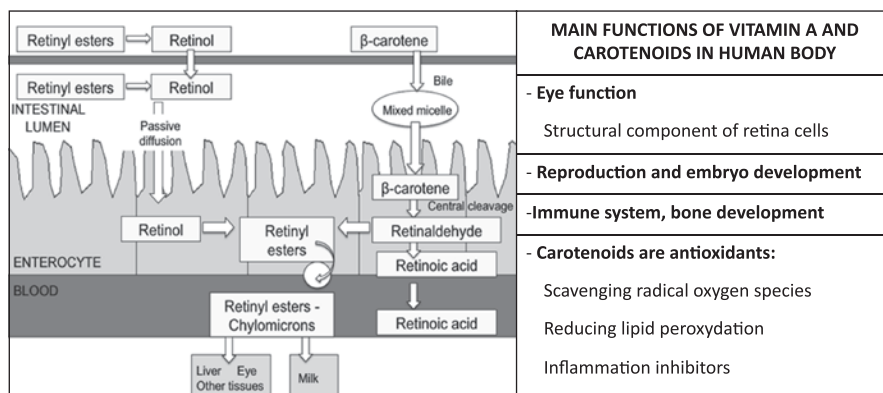 Retinyl esters
Retinol
β-carotene
Retinyl esters
Retinol
Bile
INTESTINAL
LUMEN
Mixed micelle
Passive
diffusion
β-carotene
Central cleavage
Retinol
Retinyl
esters
Retinaldehyde
ENTEROCYTE
Retinoic acid
BLOOD
Retinyl esters -
Chylomicrons
Retinoic acid
Liver Eye
Other tissues
Milk
MAIN FUNCTIONS OF VITAMIN A AND
CAROTENOIDS IN HUMAN BODY
- Eye function
Structural component of retina cells
- Reproduction and embryo development
-Immune system, bone development
- Carotenoids are antioxidants:
Scavenging radical oxygen species
Reducing lipid peroxydation
Inflammation inhibitors